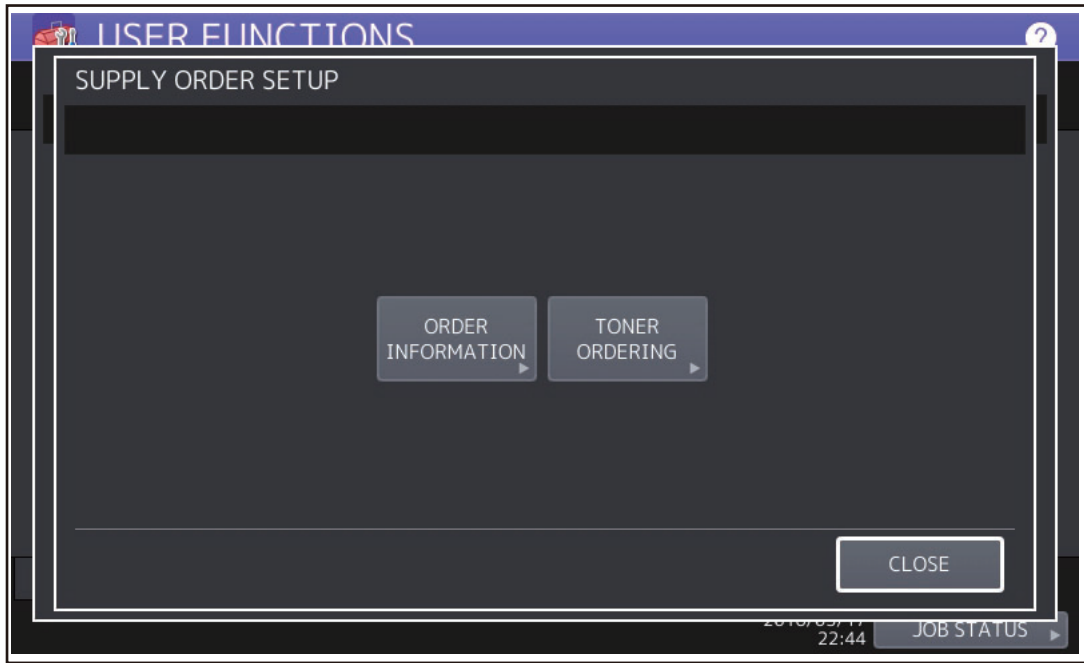 USER FUNCTIONS
?
SUPPLY ORDER SETUP
ORDER
INFORMATION
TONER
ORDERING
CLOSE
22:44
JOB STATUS